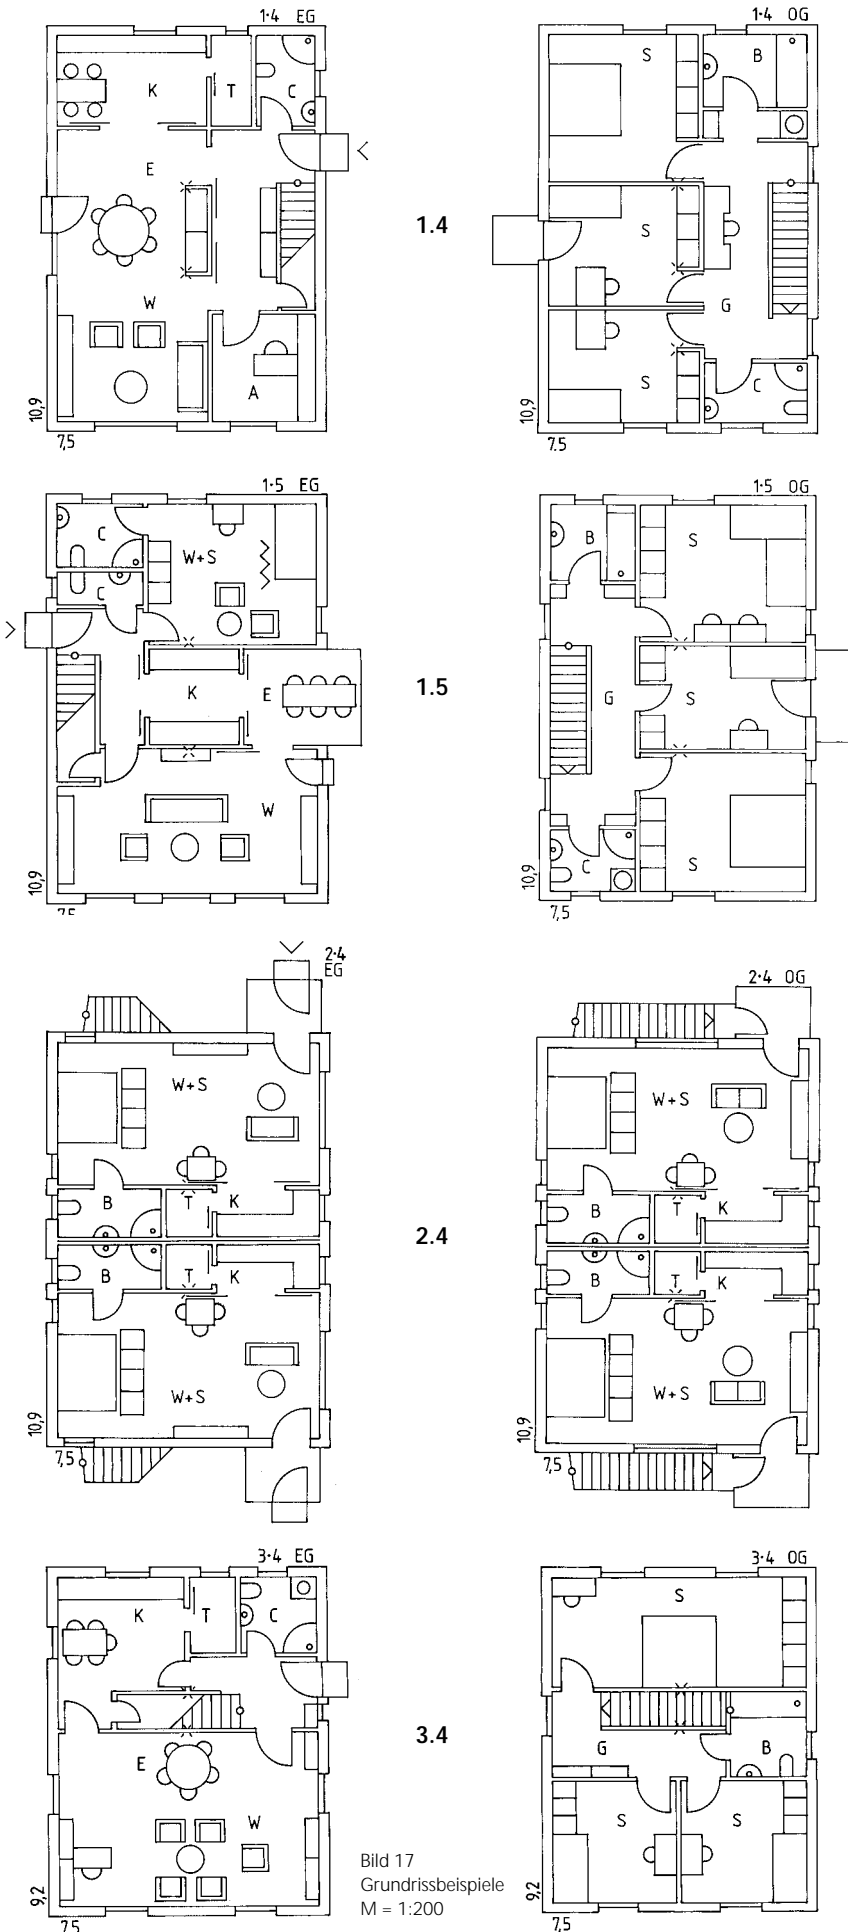 1·4 EG
K
T
C
E
W
A
10,9
7,5
1.4
1·4 OG
S
B
S
G
S
C
10,9
7.5
1·5 EG
C
W+S
C
K
E
W
10,9
7,5
1.5
1·5 OG
B
S
G
S
C
S
10,9
7,5
2·4
EG
W+S
B
T
K
B
T
K
W+S
10,9
7,5
2.4
2·4 OG
W+S
B
T
K
B
T
K
W+S
10,9
7,5
3·4 EG
K
T
C
E
W
9,2
7,5
3.4
3·4 OG
S
G
B
S
S
9,2
7,5
Bild 17
Grundrissbeispiele
M = 1:200